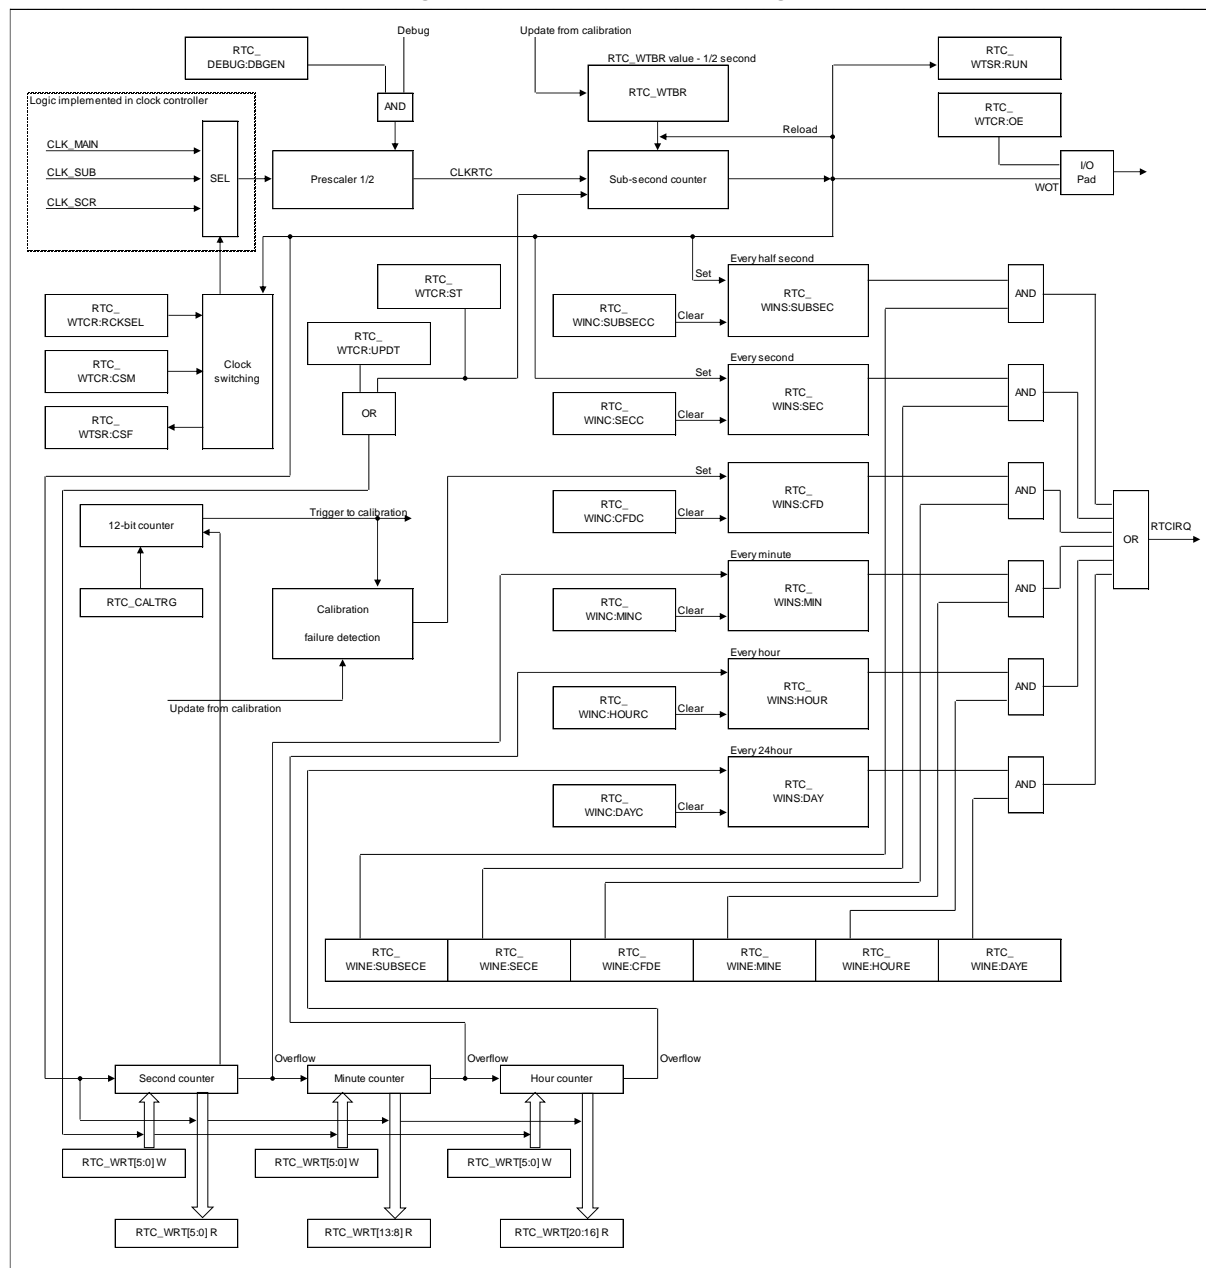 Debug
Update from calibration
RTC_
DEBUG:DBGEN
RTC_WTBR value - 1/2 second
RTC_WTBR
RTC_
WTSR:RUN
Logic implemented in clock controller
AND
RTC_
WTCR:OE
Reload
CLK_MAIN
CLK_SUB
CLK_SCR
SEL
Prescaler 1/2
CLKRTC
Sub-second counter
I/O
Pad
WOT
Every half second
Set
RTC_
WINS:SUBSEC
AND
RTC_
WTCR:ST
RTC_
WINC:SUBSECC
Clear
RTC_
WTCR:RCKSEL
RTC_
WTCR:UPDT
RTC_
WTCR:CSM
Clock
switching
Every second
Set
RTC_
WINS:SEC
AND
RTC_
WINC:SECC
Clear
RTC_
WTSR:CSF
OR
Set
RTC_
WINS:CFD
AND
RTC_
WINC:CFDC
Clear
12-bit counter
Trigger to calibration
RTCIRQ
OR
RTC_CALTRG
Calibration
failure detection
Every minute
RTC_
WINS:MIN
AND
RTC_
WINC:MINC
Clear
Update from calibration
Every hour
RTC_
WINS:HOUR
AND
RTC_
WINC:HOURC
Clear
Every 24hour
RTC_
WINS:DAY
AND
RTC_
WINC:DAYC
Clear
RTC_
WINE:SUBSECE
RTC_
WINE:SECE
RTC_
WINE:CFDE
RTC_
WINE:MINE
RTC_
WINE:HOURE
RTC_
WINE:DAYE
Second counter
Overflow
Minute counter
Overflow
Hour counter
Overflow
RTC_WRT[5:0] W
RTC_WRT[5:0] W
RTC_WRT[5:0] W
RTC_WRT[5:0] R
RTC_WRT[13:8] R
RTC_WRT[20:16] R